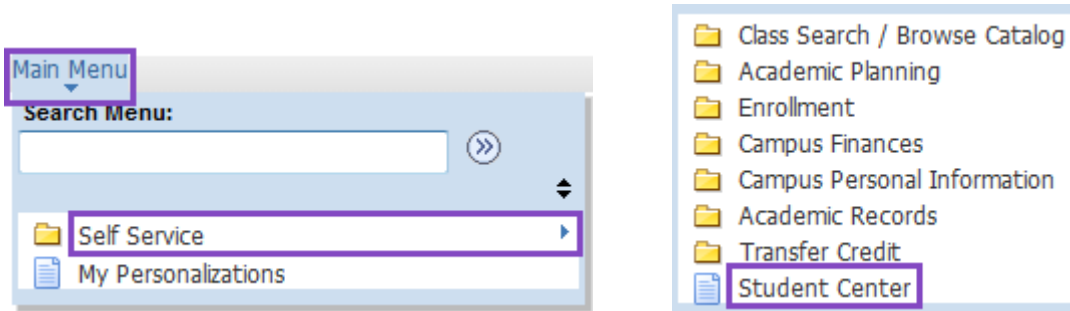 Main Menu
Search Menu:
Self Service
My Personalizations
Class Search / Browse Catalog
Academic Planning
Enrollment
Campus Finances
Campus Personal Information
Academic Records
Transfer Credit
Student Center